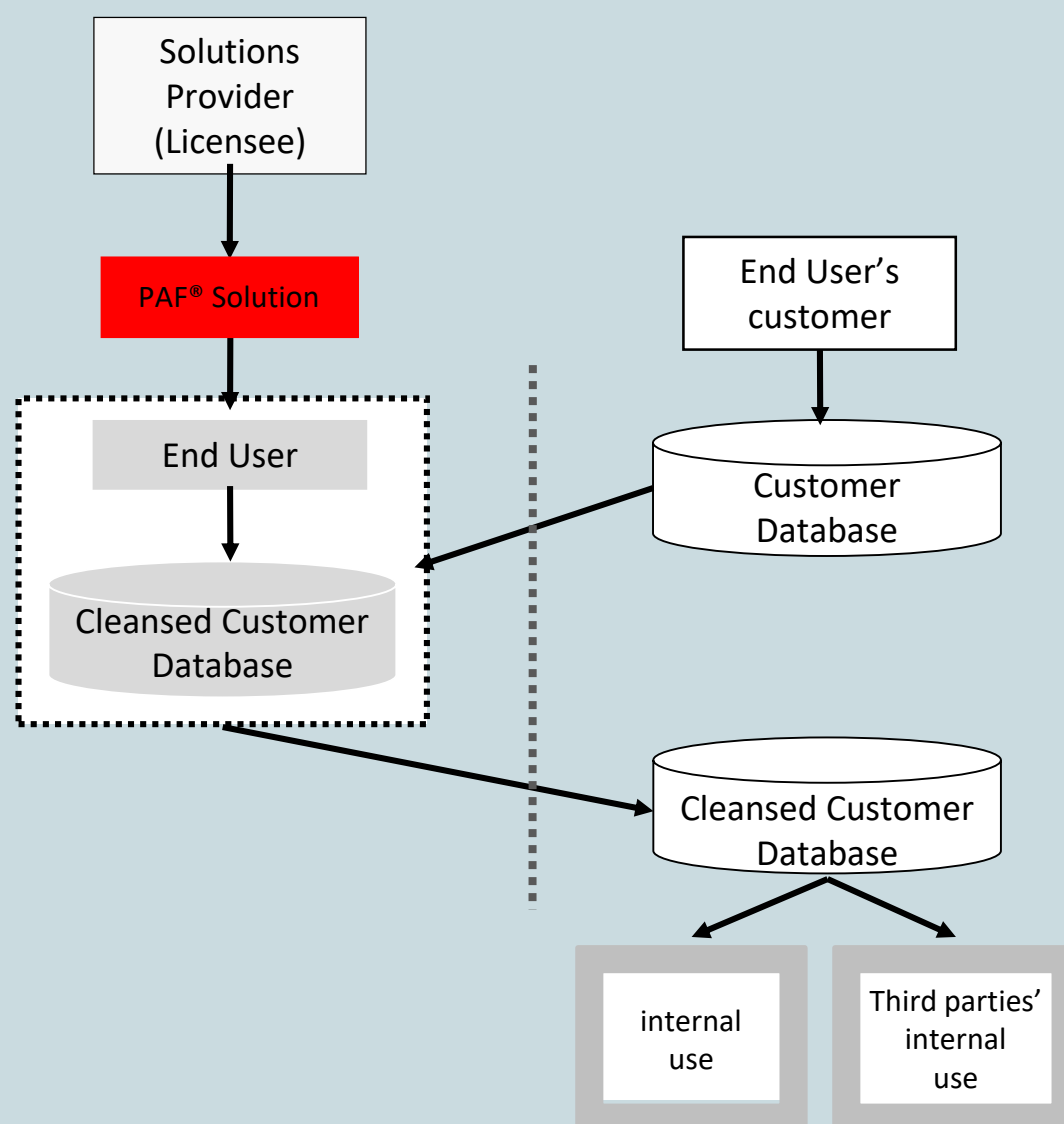 Solutions
Provider
(Licensee)
PAF® Solution
End User's
customer
End User
Customer
Database
Cleansed Customer
Database
Cleansed Customer
Database
internal
use
Third parties'
internal
use